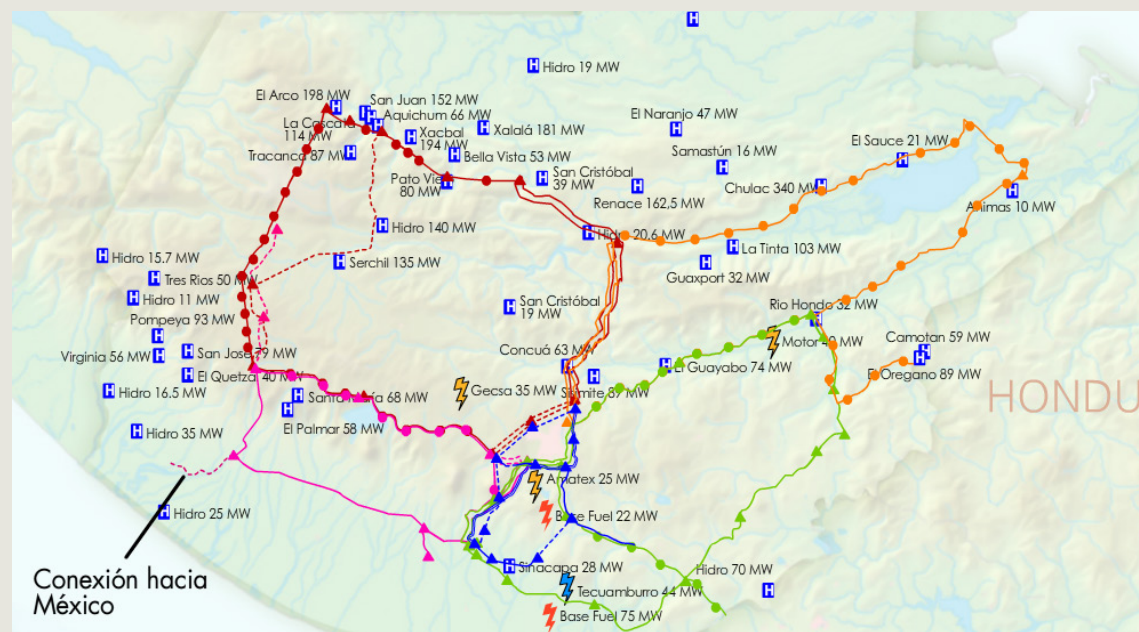 Hidro 19 MW
El Arco 198 MW
San Juan 152 MW
Aquichum 66 MW
La Cascata
114 MW
Xacbal
194 MW
Xalalá 181 MW
El Naranjo 47 MW
Tracanca 87 MW
Bella Vista 53 MW
El Sauce 21 MW
Samastún 16 MW
Pato Vie
80 MW
San Cristóbal
39 MW
Renace 162,5 MW
Chulac 340 MW
Animas 10 MW
Hidro 140 MW
Hidro 20.6 MW
La Tinta 103 MW
Hidro 15.7 MW
Serchil 135 MW
Guaxport 32 MW
Tres Rios 50 MW
Hidro 11 MW
San Cristóbal
19 MW
Rio Hondo 32 MW
Pompeya 93 MW
Camotan 59 MW
Motor 40 MW
Virginia 56 MW
San José 79 MW
Concuá 63 MW
El Guayabo 74 MW
El Oregano 89 MW
El Quetza 40 MW
Hidro 16.5 MW
Gecsa 35 MW
Santa María 68 MW
HONDU
El Palmar 58 MW
Hidro 35 MW
Amatex 25 MW
Hidro 25 MW
Base Fuel 22 MW
Sinacapa 28 MW
Hidro 70 MW
Conexión hacia
México
Tecuamburro 44 MW
Base Fuel 75 MW